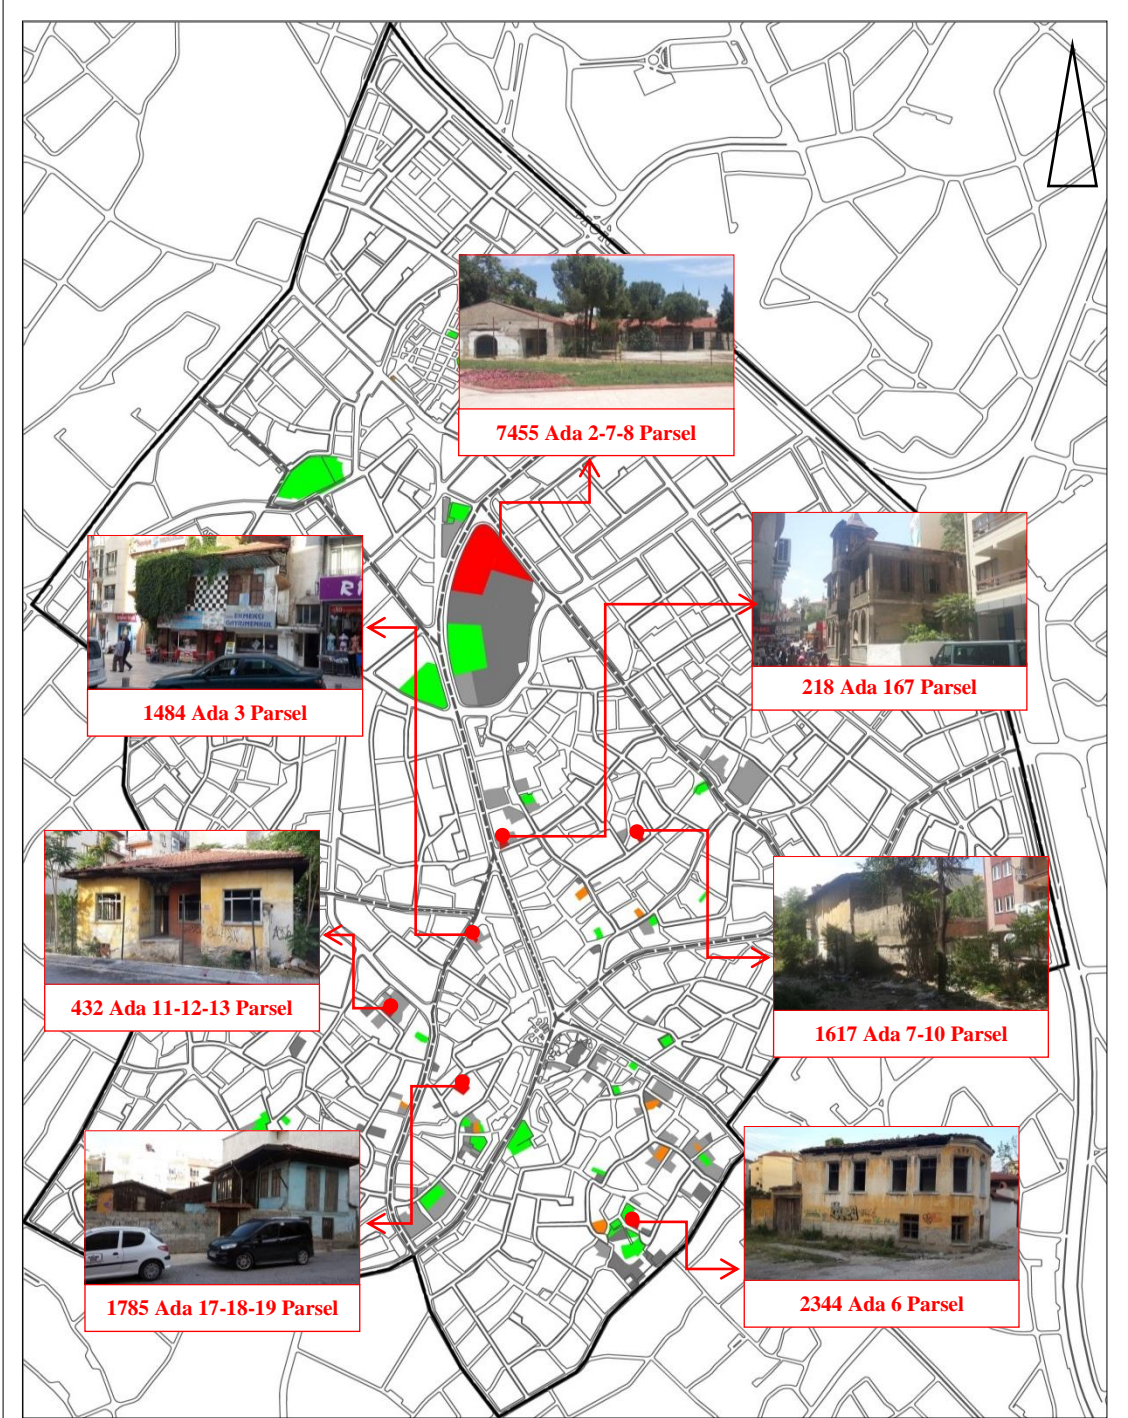 7455 Ada 2-7-8 Parsel
1484 Ada 3 Parsel
218 Ada 167 Parsel
432 Ada 11-12-13 Parsel
1617 Ada 7-10 Parsel
1785 Ada 17-18-19 Parsel
2344 Ada 6 Parsel